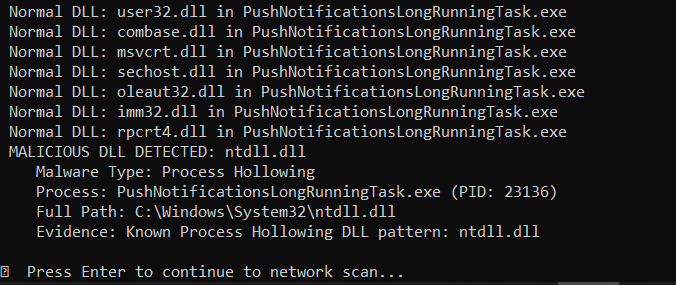 Normal DLL: user32.dll in PushNotificationsLongRunningTask.exe
Normal DLL: combase.dll in PushNotificationsLongRunningTask.exe
Normal DLL: msvcrt.dll in PushNotificationsLongRunningTask.exe
Normal DLL: sechost.dll in PushNotificationsLongRunningTask.exe
Normal DLL: oleaut32.dll in PushNotificationsLongRunningTask.exe
Normal DLL: imm32.dll in PushNotificationsLongRunningTask.exe
Normal DLL: rpcrt4.dll in PushNotificationsLongRunningTask.exe
MALICIOUS DLL DETECTED: ntdll.dll
Malware Type: Process Hollowing
Process: PushNotificationsLongRunningTask.exe (PID: 23136)
Full Path: C:\Windows\System32\ntdll.dll
Evidence: Known Process Hollowing DLL pattern: ntdll.dll
Press Enter to continue to network scan...